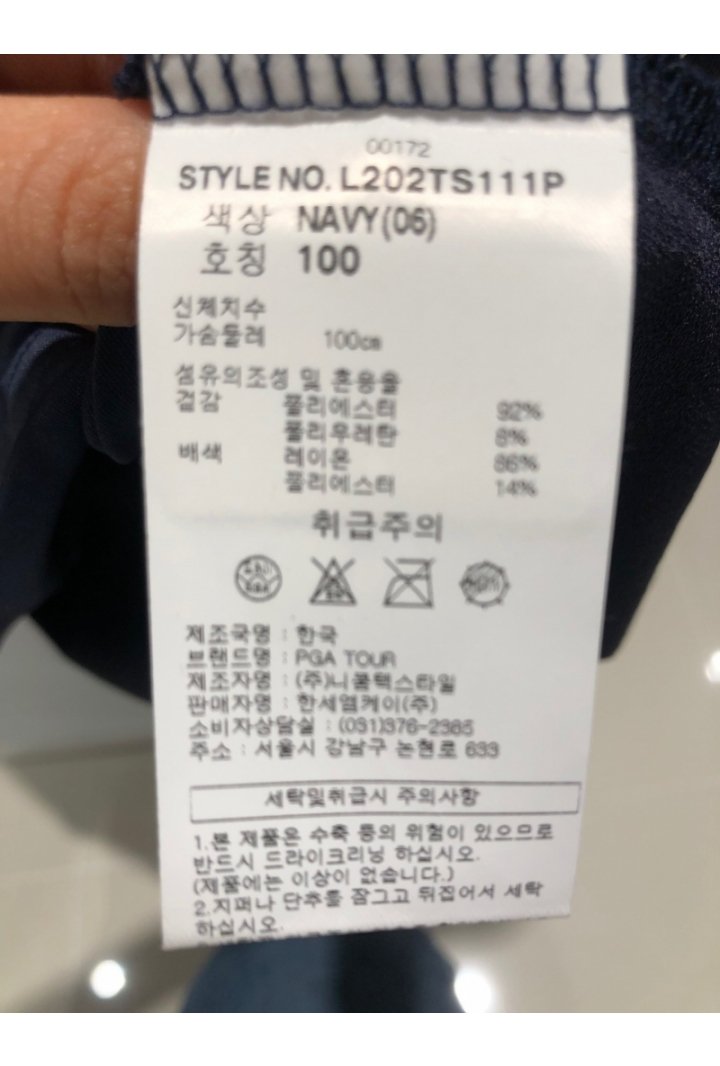 00172
STYLE NO. L202TS111P
색상 NAVY(06)
호칭 100
신체치수
가슴둘레 100㎝
섬유의조성 및 혼용율
겉감 폴리에스터 92%
폴리우레탄 8%
배색 레이온 86%
폴리에스터 14%
취급주의
제조국명 : 한국
브랜드명 : PGA TOUR
제조자명 : (주)니쿨텍스타일
판매자명 : 한세엠케이(주)
소비자상담실 : (031)376-2385
주소 : 서울시 강남구 논현로 633
세탁및취급시 주의사항
1.본 제품은 수축 등의 위험이 있으므로
반드시 드라이크리닝 하십시오.
(제품에는 이상이 없습니다.)
2.지퍼나 단추를 잠그고 뒤집어서 세탁
하십시오.